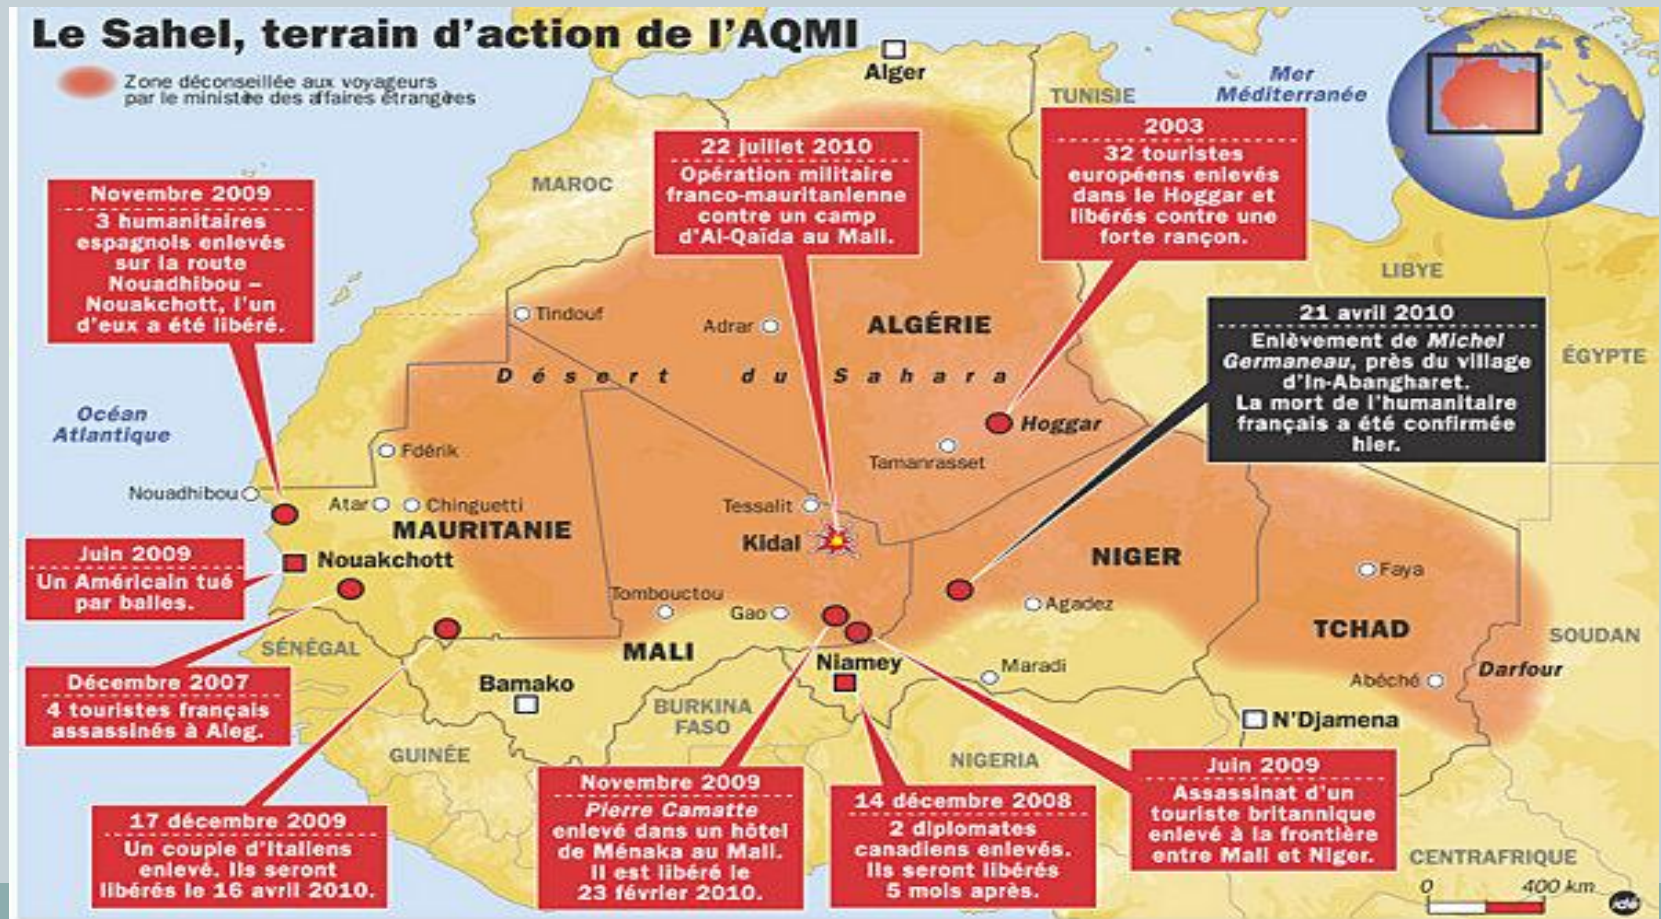 Le Sahel, terrain d'action de l'AQMI
Zone déconseillée aux voyageurs
par le ministère des affaires étrangères
Alger
TUNISIE
Mer
Méditerranée
MAROC
22 juillet 2010
Opération militaire
franco-mauritanienne
contre un camp
d'Al-Qaïda au Mali.
2003
32 touristes
européens enlevés
dans le Hoggar et
libérés contre une
forte rançon.
Novembre 2009
3 humanitaires
espagnols enlevés
sur la route
Nouadhibou –
Nouakchott, l'un
d'eux a été libéré.
LIBYE
21 avril 2010
Enlèvement de Michel
Germaneau, près du village
d'In-Abangharet.
La mort de l'humanitaire
français a été confirmée
hier.
ÉGYPTE
Tindouf
Adrar
ALGÉRIE
Désert du Sahara
Océan
Atlantique
Hoggar
Fdérik
Tamanrasset
Nouadhibou
Atar
Chinguetti
Tessalit
MAURITANIE
Kidal
NIGER
Juin 2009
Un Américain tué
par balles.
Nouakchott
Faya
Tombouctou
Gao
Agadez
TCHAD
SOUDAN
SÉNÉGAL
MALI
Niamey
Maradi
Darfour
Abéché
Décembre 2007
4 touristes français
assassinés à Aleg.
Bamako
BURKINA
FASO
N'Djamena
GUINÉE
NIGERIA
17 décembre 2009
Un couple d'Italiens
enlevé. Ils seront
libérés le 16 avril 2010.
Novembre 2009
Pierre Camatte
enlevé dans un hôtel
de Ménaka au Mali.
Il est libéré le
23 février 2010.
14 décembre 2008
2 diplomates
canadiens enlevés.
Ils seront libérés
5 mois après.
Juin 2009
Assassinat d'un
touriste britannique
enlevé à la frontière
entre Mali et Niger.
CENTRAFRIQUE
0 400 km
idé